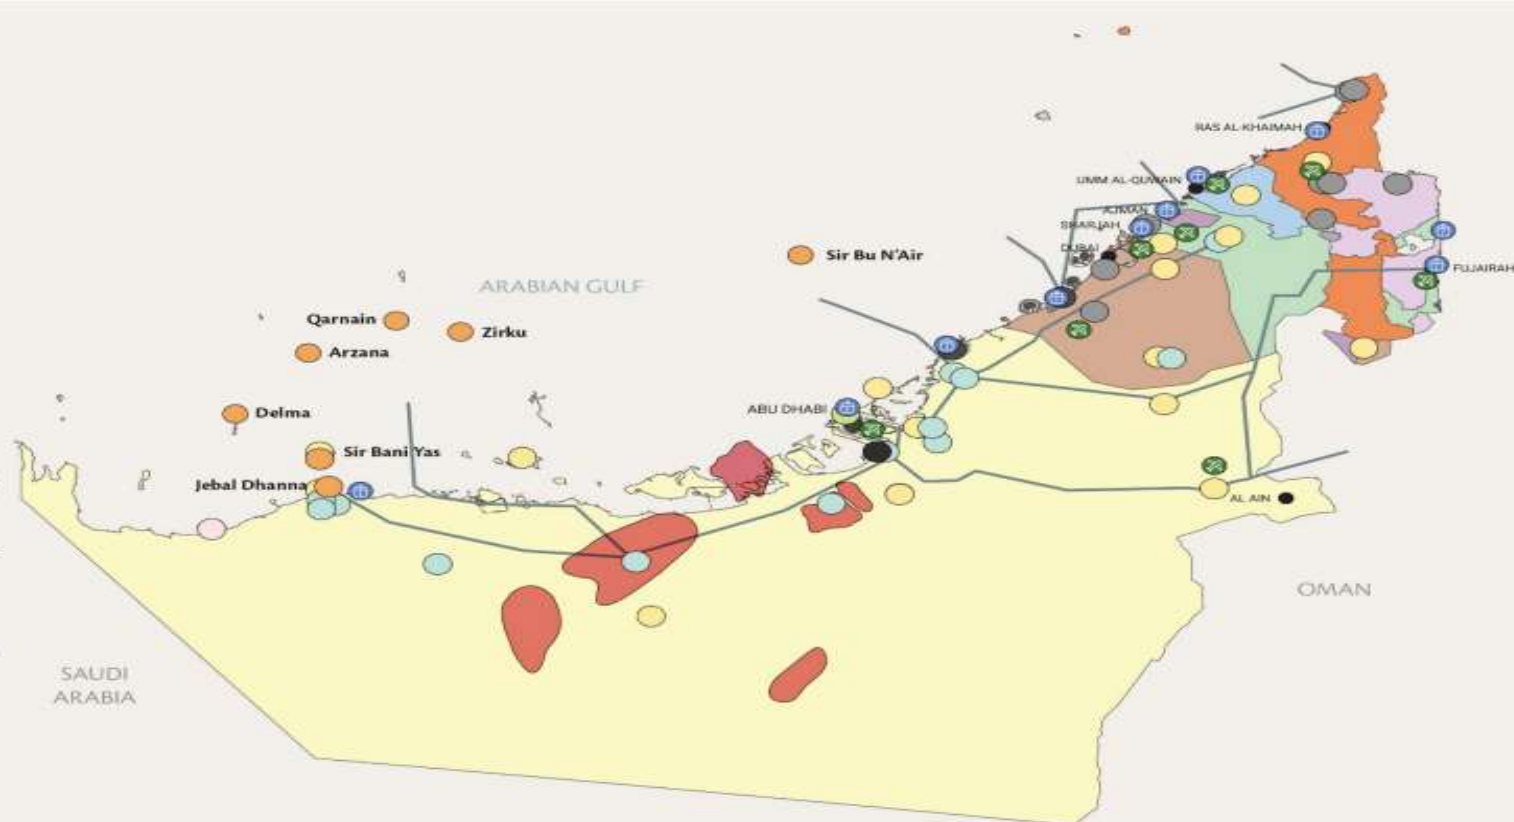 RAS AL-KHAIMAH
UMM AL-QUWAIN
AJMAN
SHARJAH
DUBAI
Sir Bu N'Air
FUJAIRAH
ARABIAN GULF
Qarnain
Zirku
Arzana
Delma
ABU DHABI
Sir Bani Yas
Jebal Dhanna
AL AIN
OMAN
SAUDI
ARABIA